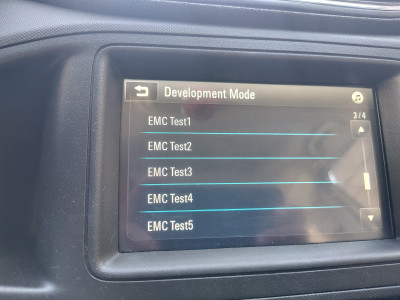 Development Mode
3/4
EMC Test1
EMC Test2
EMC Test3
EMC Test4
EMC Test5